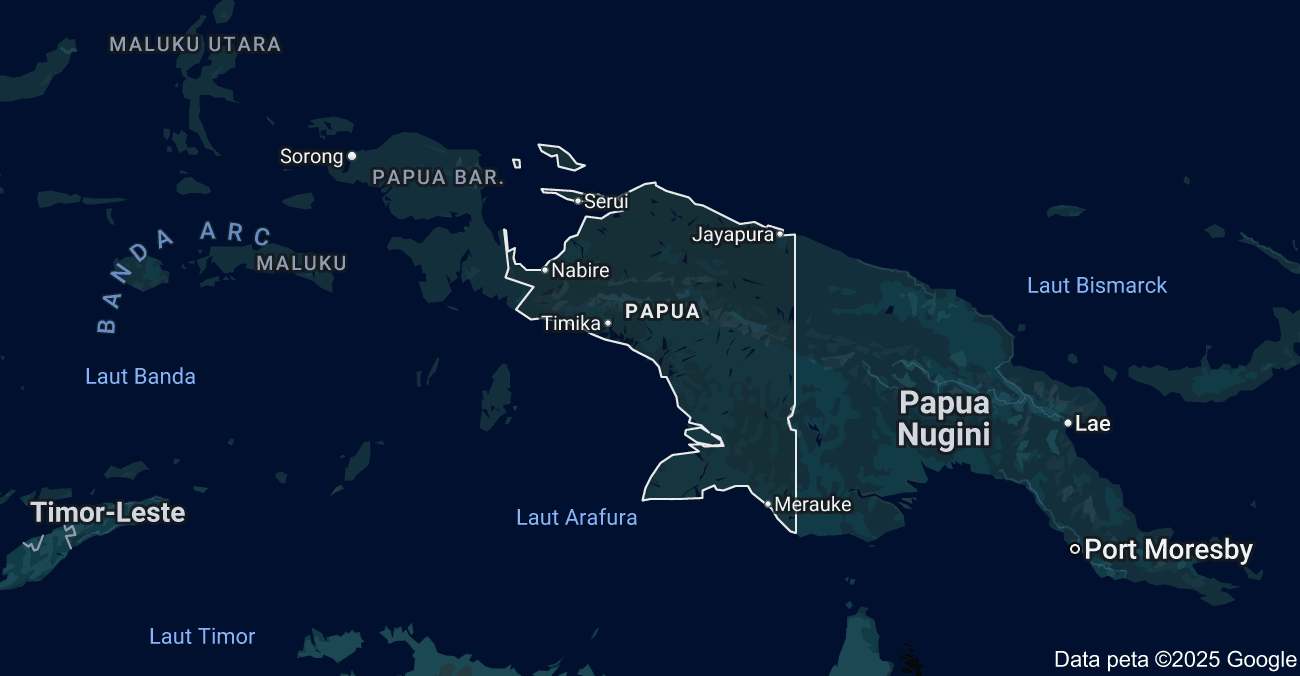 MALUKU UTARA
Sorong
PAPUA BAR.
Serui
BANDA ARC
Jayapura
MALUKU
Nabire
Laut Bismarck
PAPUA
Timika
Laut Banda
Papua
Nugini
Lae
Merauke
Timor-Leste
Laut Arafura
Port Moresby
Laut Timor
Data peta ©2025 Google